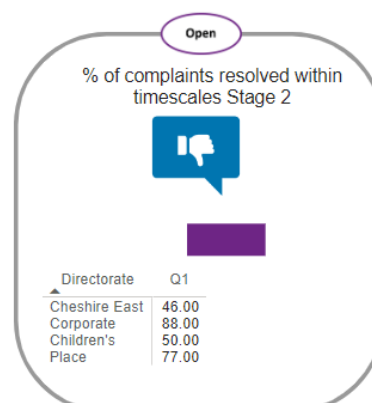 Open
% of complaints resolved within
timescales Stage 2
Directorate Q1
Cheshire East 46.00
Corporate 88.00
Children's 50.00
Place 77.00